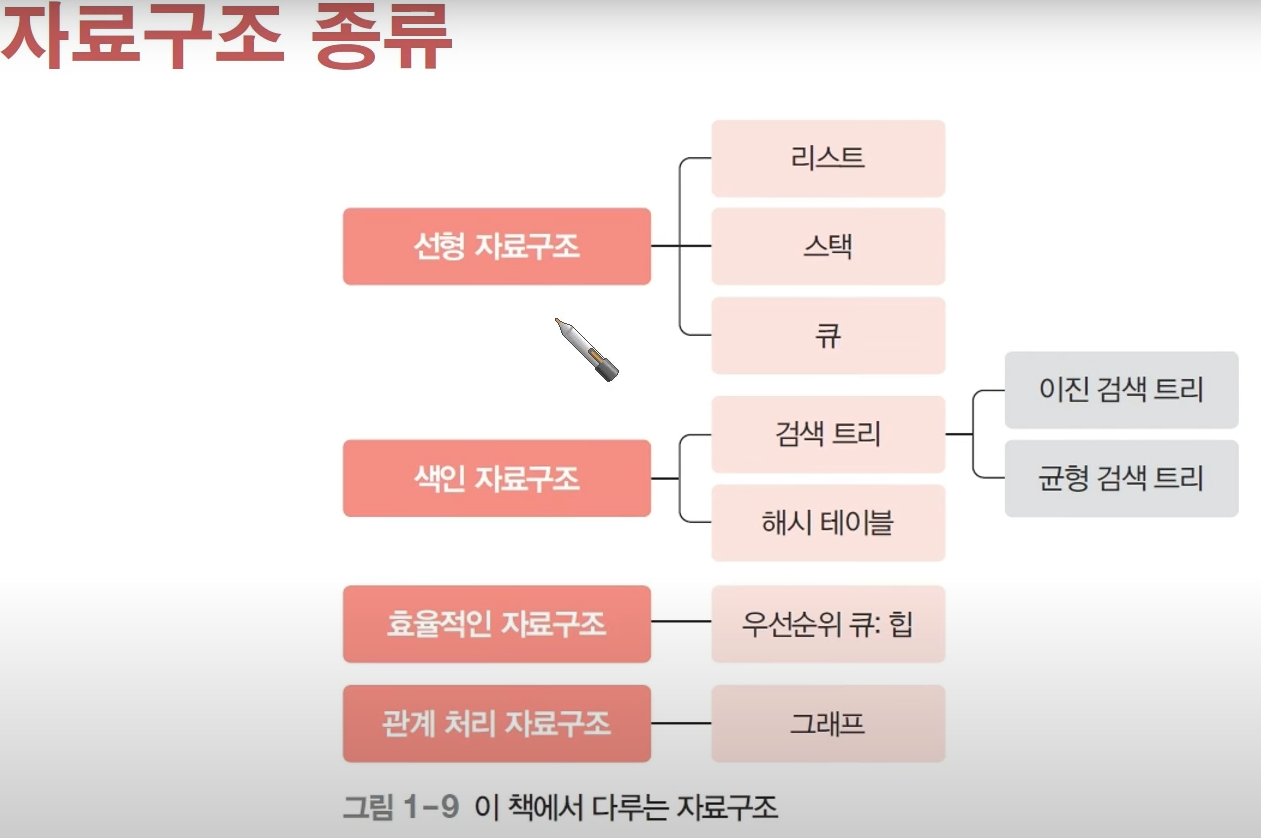 자료구조 종류
리스트
선형 자료구조
스택
큐
이진 검색 트리
검색 트리
색인 자료구조
균형 검색 트리
해시 테이블
효율적인 자료구조
우선순위 큐: 힙
관계 처리 자료구조
그래프
그림 1-9 이 책에서 다루는 자료구조